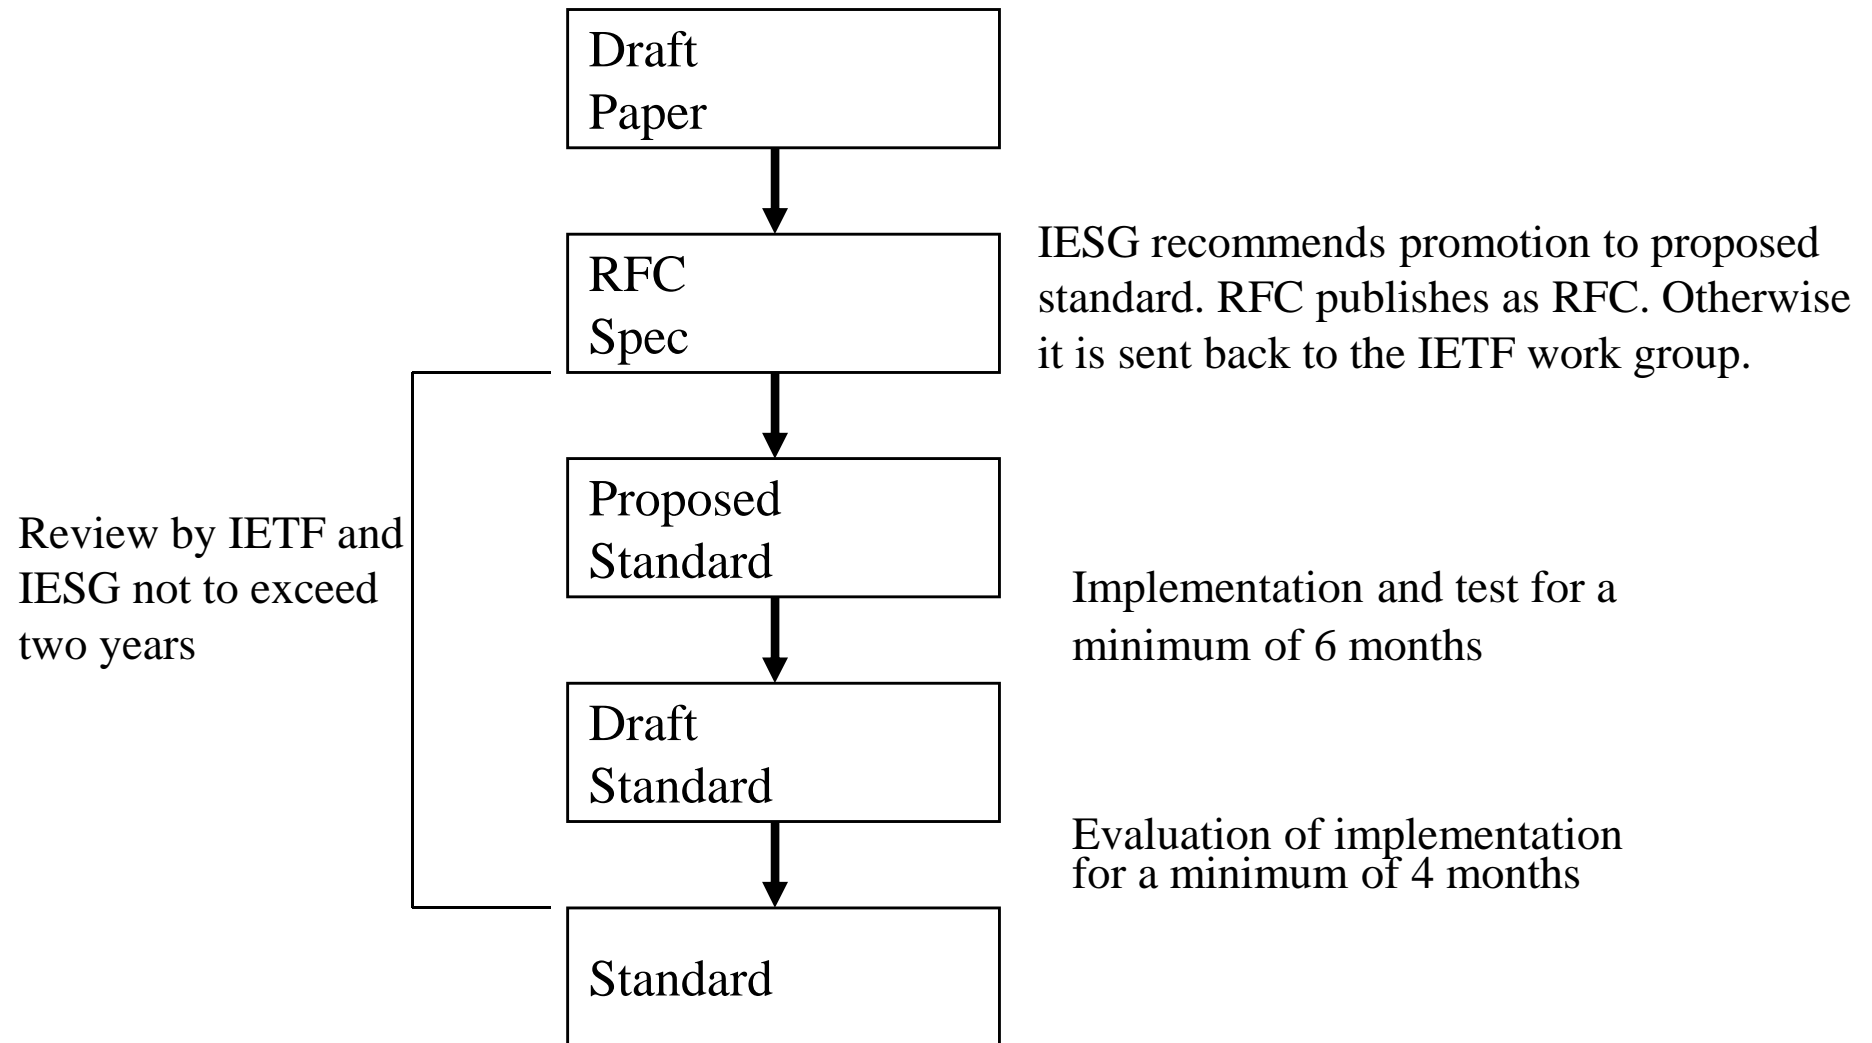 Draft
Paper
RFC
Spec
IESG recommends promotion to proposed
standard. RFC publishes as RFC. Otherwise
it is sent back to the IETF work group.
Proposed
Standard
Review by IETF and
IESG not to exceed
two years
Implementation and test for a
minimum of 6 months
Draft
Standard
Evaluation of implementation
for a minimum of 4 months
Standard